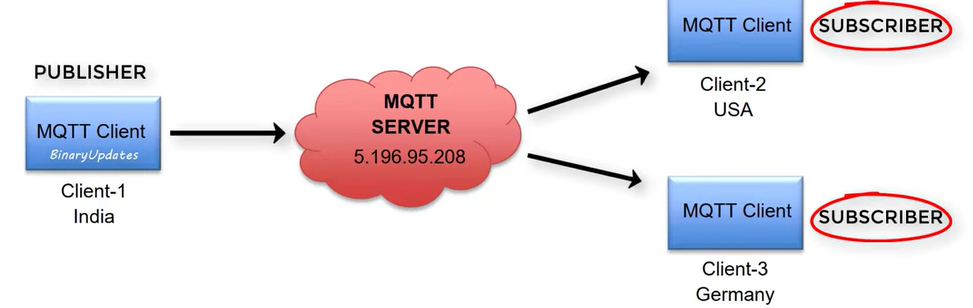 PUBLISHER
MQTT Client
BinaryUpdates
Client-1
India
MQTT
SERVER
5.196.95.208
MQTT Client
SUBSCRIBER
Client-2
USA
MQTT Client
SUBSCRIBER
Client-3
Germany